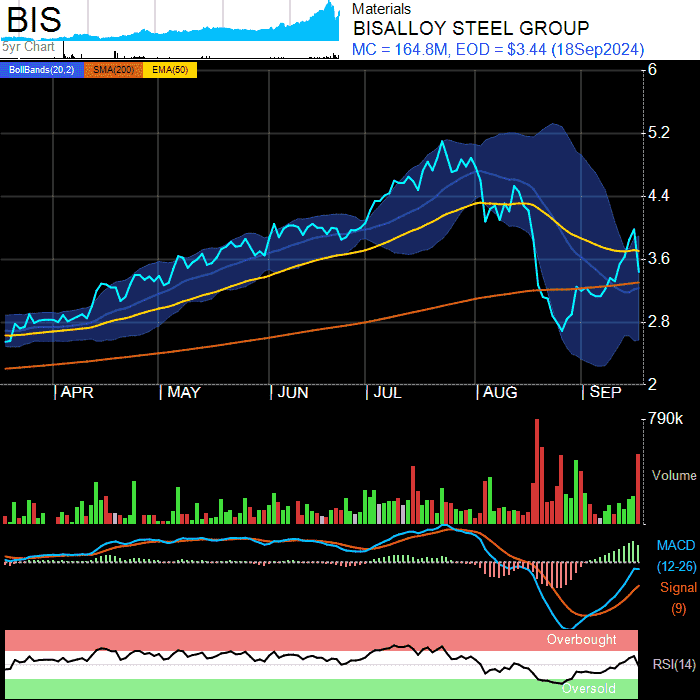 BIS
5yr Chart
Materials
BISALLOY STEEL GROUP
MC = 164.8M, EOD = $3.44 (18Sep2024)
BollBands(20,2) SMA(200) EMA(50)
6
5.2
4.4
3.6
2.8
2
APR MAY JUN JUL AUG SEP
790k
Volume
MACD
(12-26)
Signal
(9)
Overbought
RSI(14)
Oversold